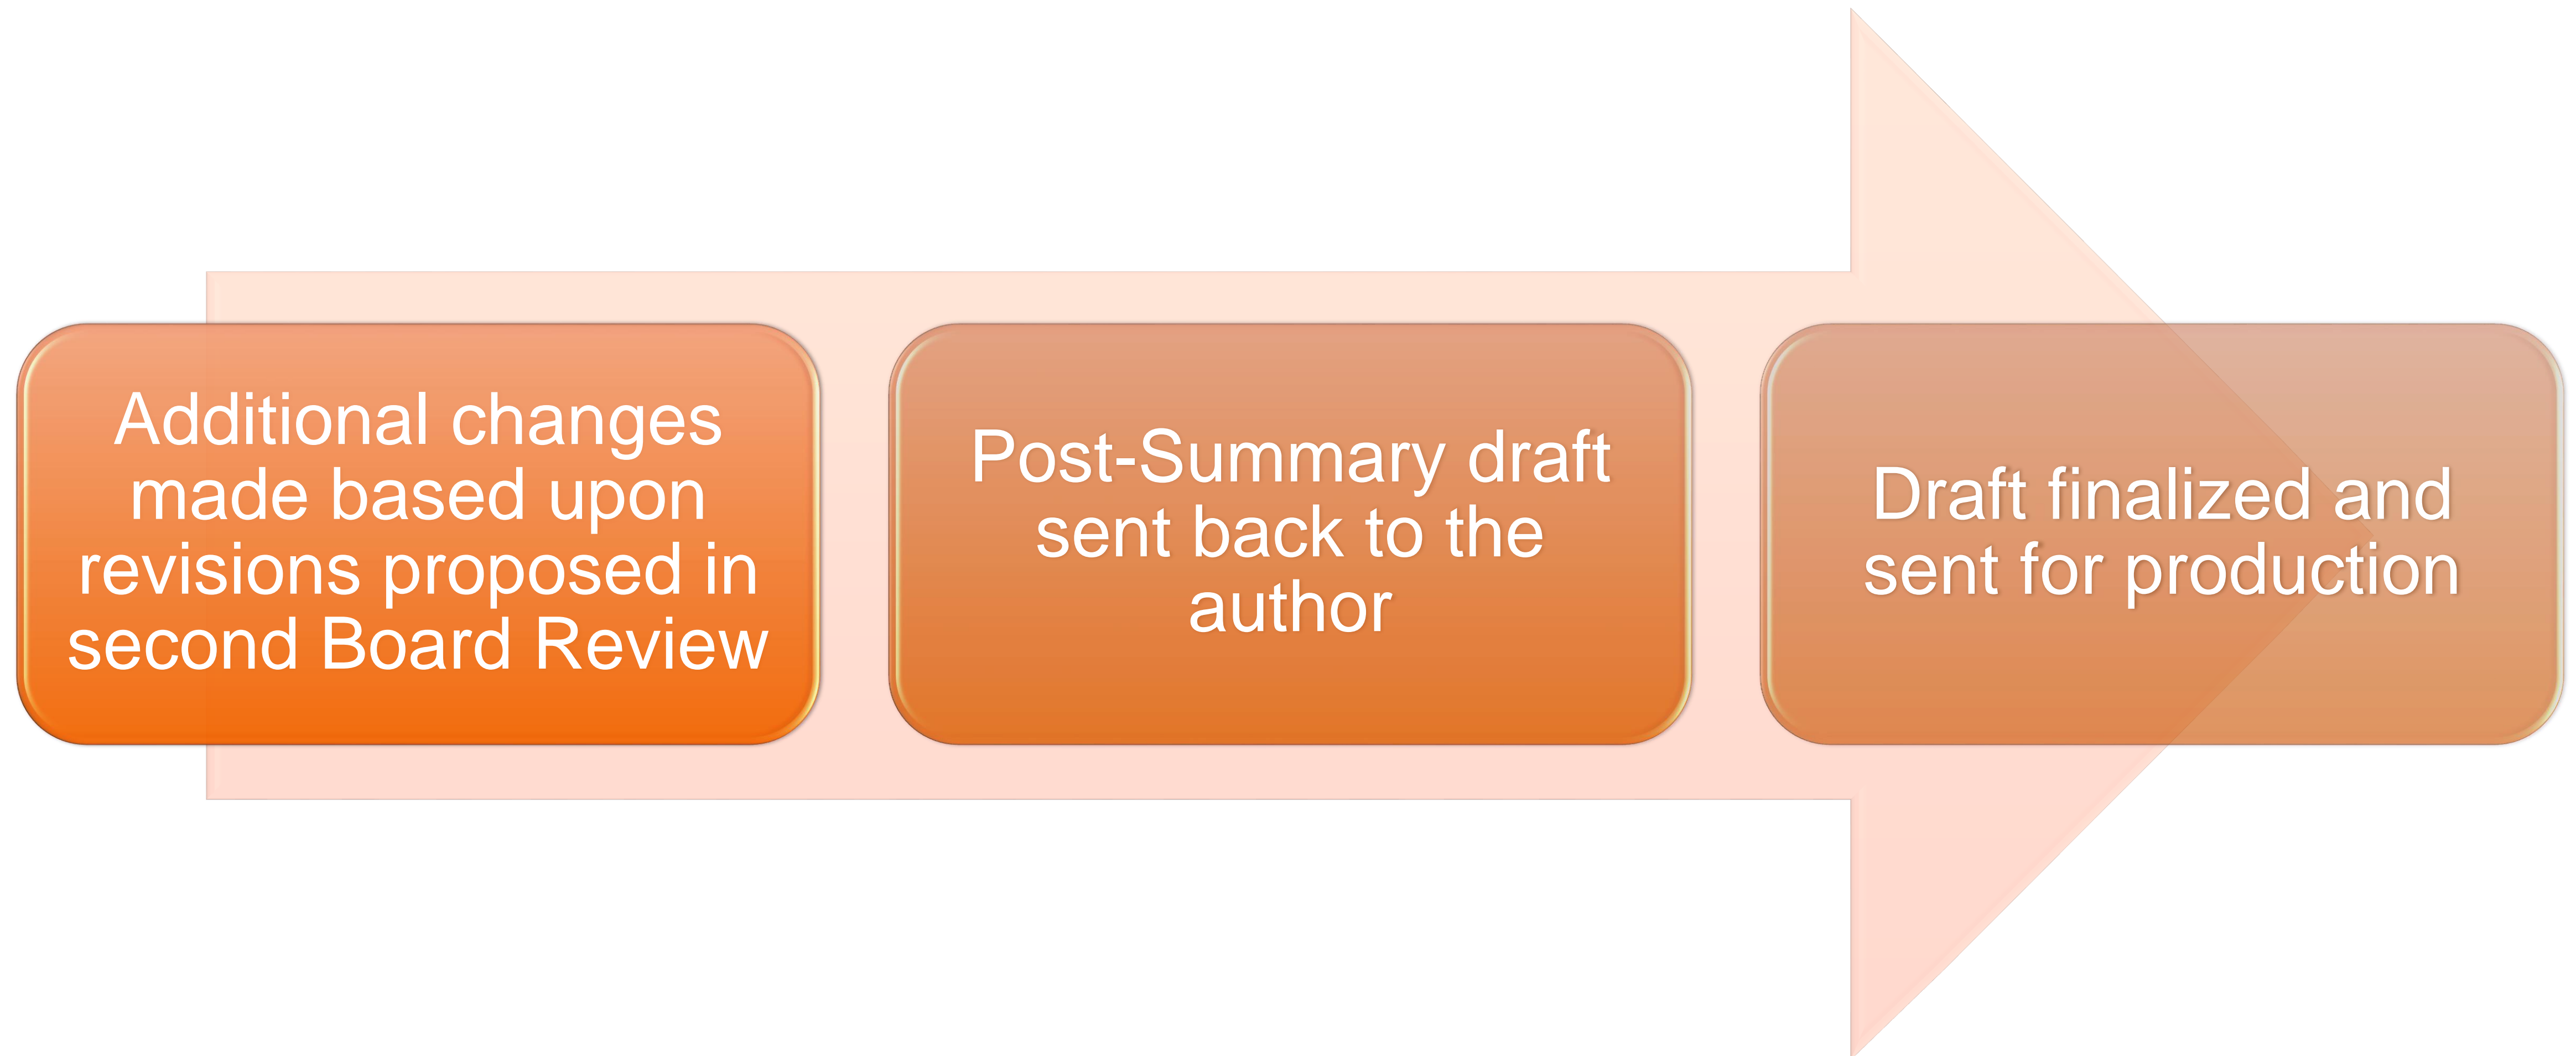 Additional changes
made based upon
revisions proposed in
second Board Review
Post-Summary draft
sent back to the
author
Draft finalized and
sent for production